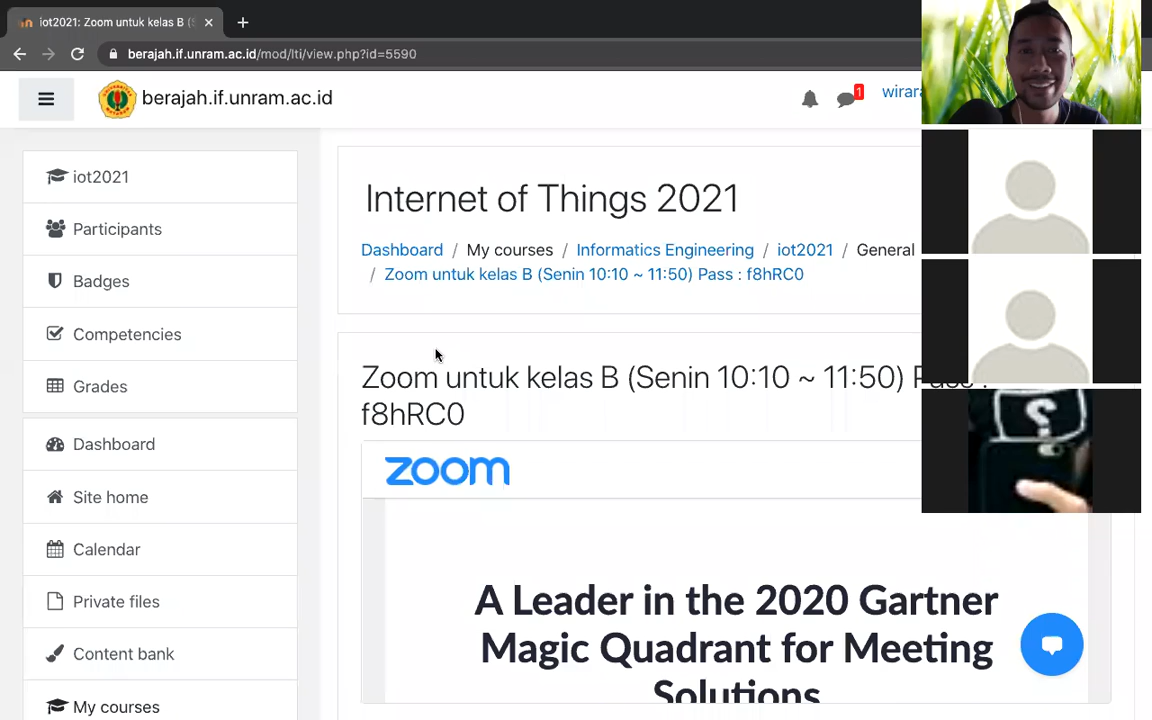 iot2021: Zoom untuk kelas B (
berajah.if.unram.ac.id/mod/lti/view.php?id=5590
berajah.if.unram.ac.id
1
wirara
iot2021
Participants
Badges
Competencies
Grades
Dashboard
Site home
Calendar
Private files
Content bank
My courses
Internet of Things 2021
Dashboard / My courses / Informatics Engineering / iot2021 / General
/ Zoom untuk kelas B (Senin 10:10 ~ 11:50) Pass : f8hRC0
Zoom untuk kelas B (Senin 10:10 ~ 11:50) Pass :
f8hRC0
zoom
A Leader in the 2020 Gartner
Magic Quadrant for Meeting
Solutions
?